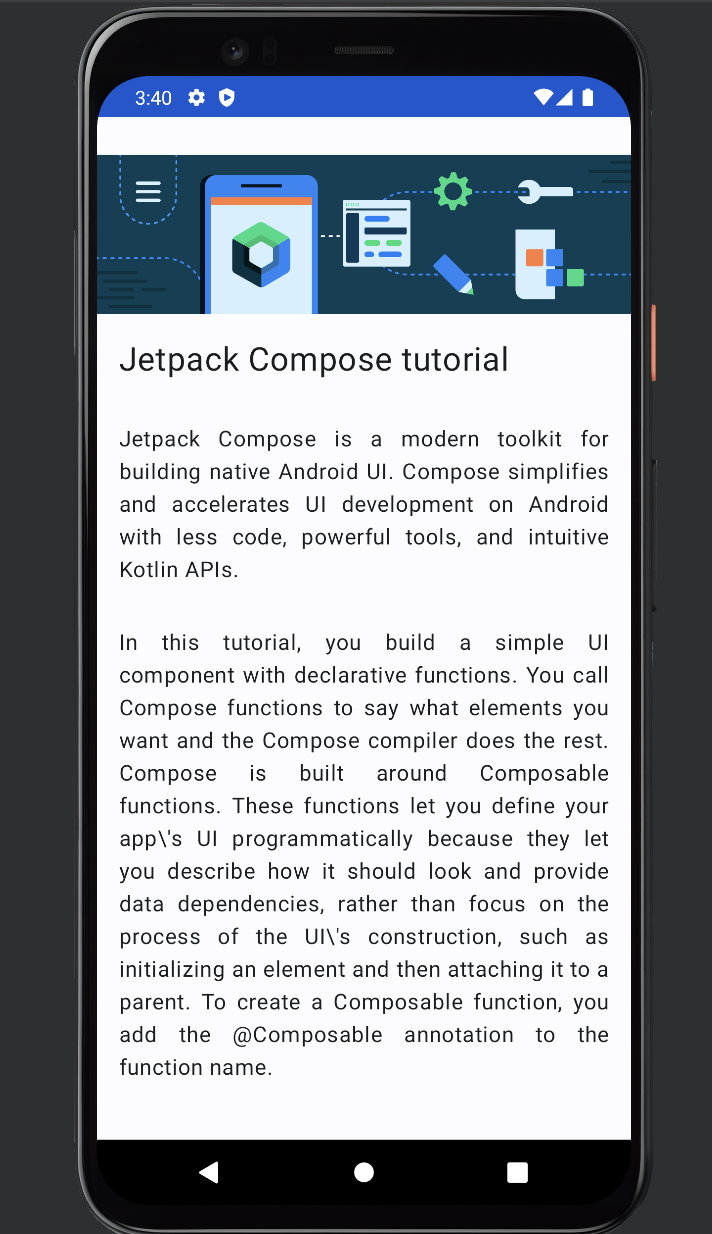 3:40
Jetpack Compose tutorial
Jetpack Compose is a modern toolkit for
building native Android UI. Compose simplifies
and accelerates UI development on Android
with less code, powerful tools, and intuitive
Kotlin APIs.
In this tutorial, you build a simple UI
component with declarative functions. You call
Compose functions to say what elements you
want and the Compose compiler does the rest.
Compose is built around Composable
functions. These functions let you define your
app\'s UI programmatically because they let
you describe how it should look and provide
data dependencies, rather than focus on the
process of the UI\'s construction, such as
initializing an element and then attaching it to a
parent. To create a Composable function, you
add the @Composable annotation to the
function name.